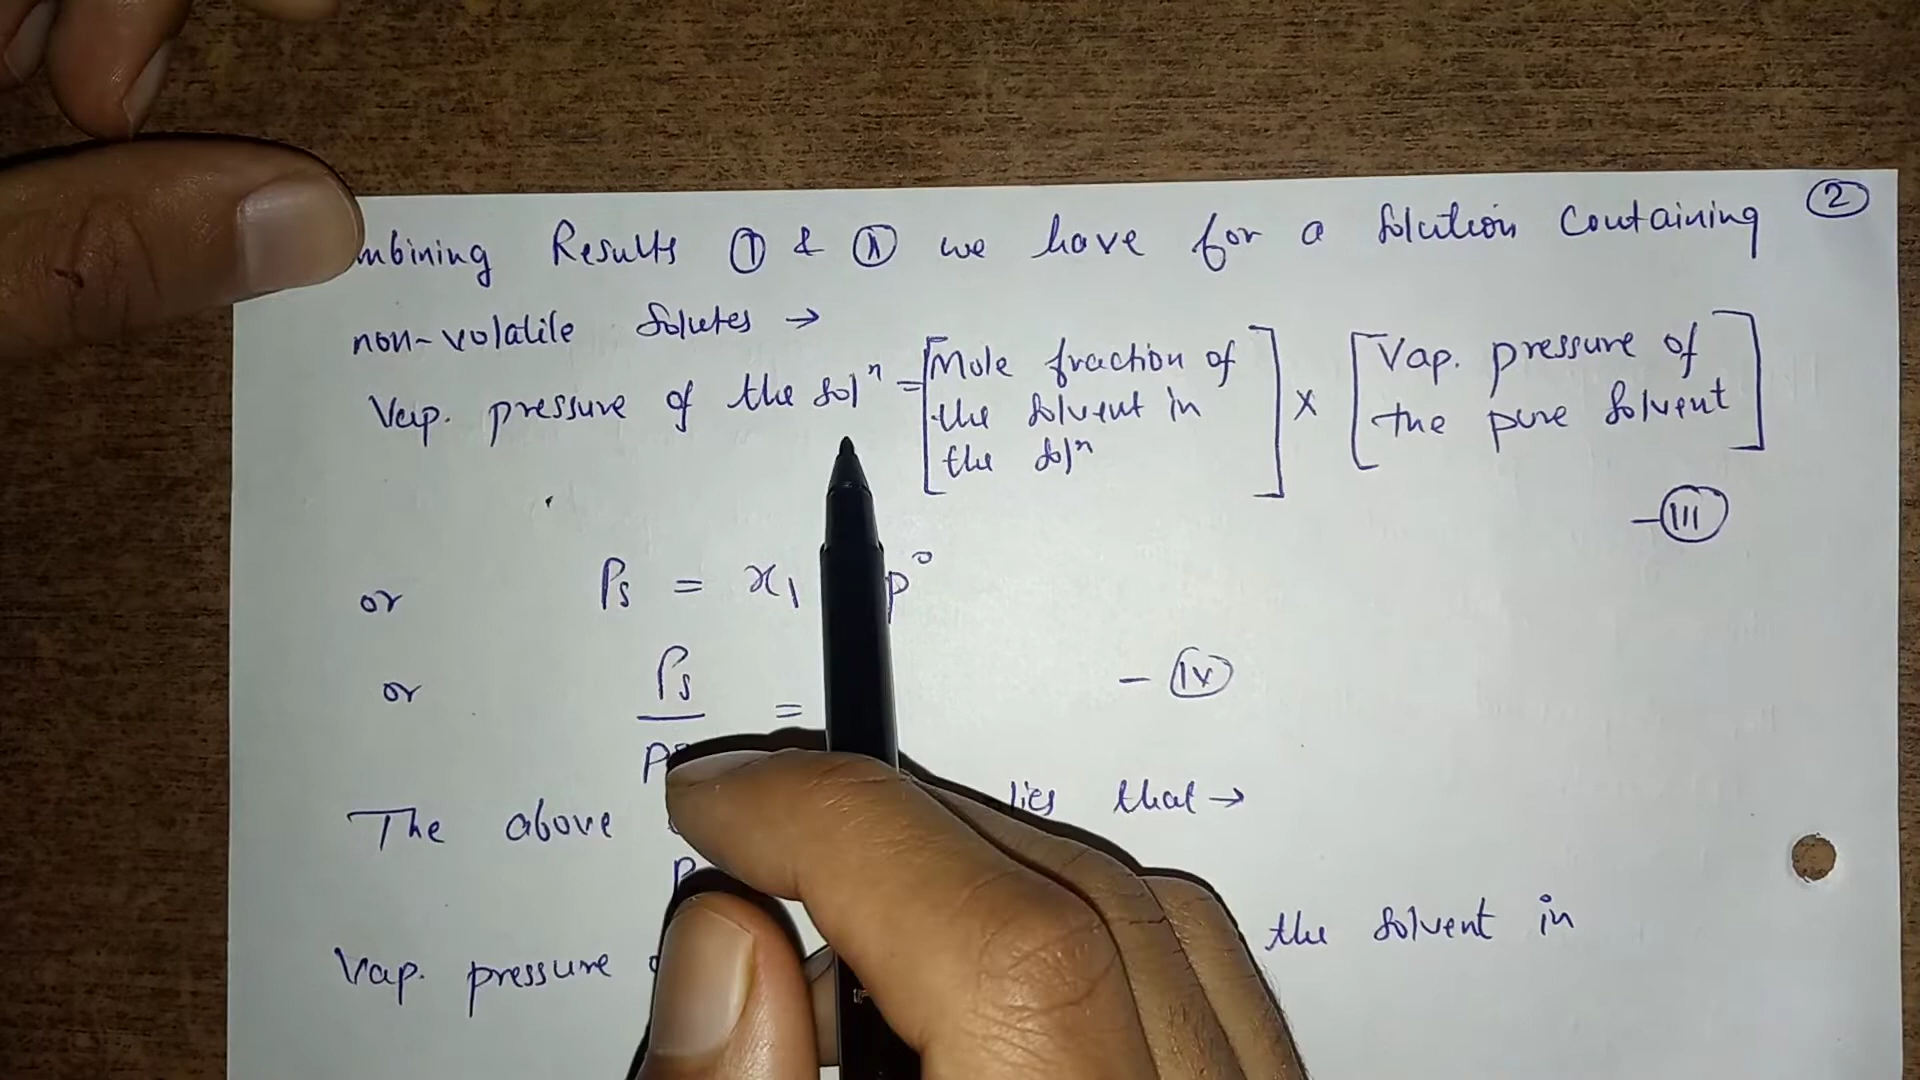 ②
mbining Results Ⓘ & Ⓘⓘ we have for a solution containing
non-volatile solutes →
Vap. pressure of the solⁿ = [Mole fraction of the solvent in the solⁿ] × [Vap. pressure of the pure solvent]
- (III)
or Ps = x₁ p°
or Ps / p° = - (IV)
The above lies that →
P
Vap. pressure the solvent in